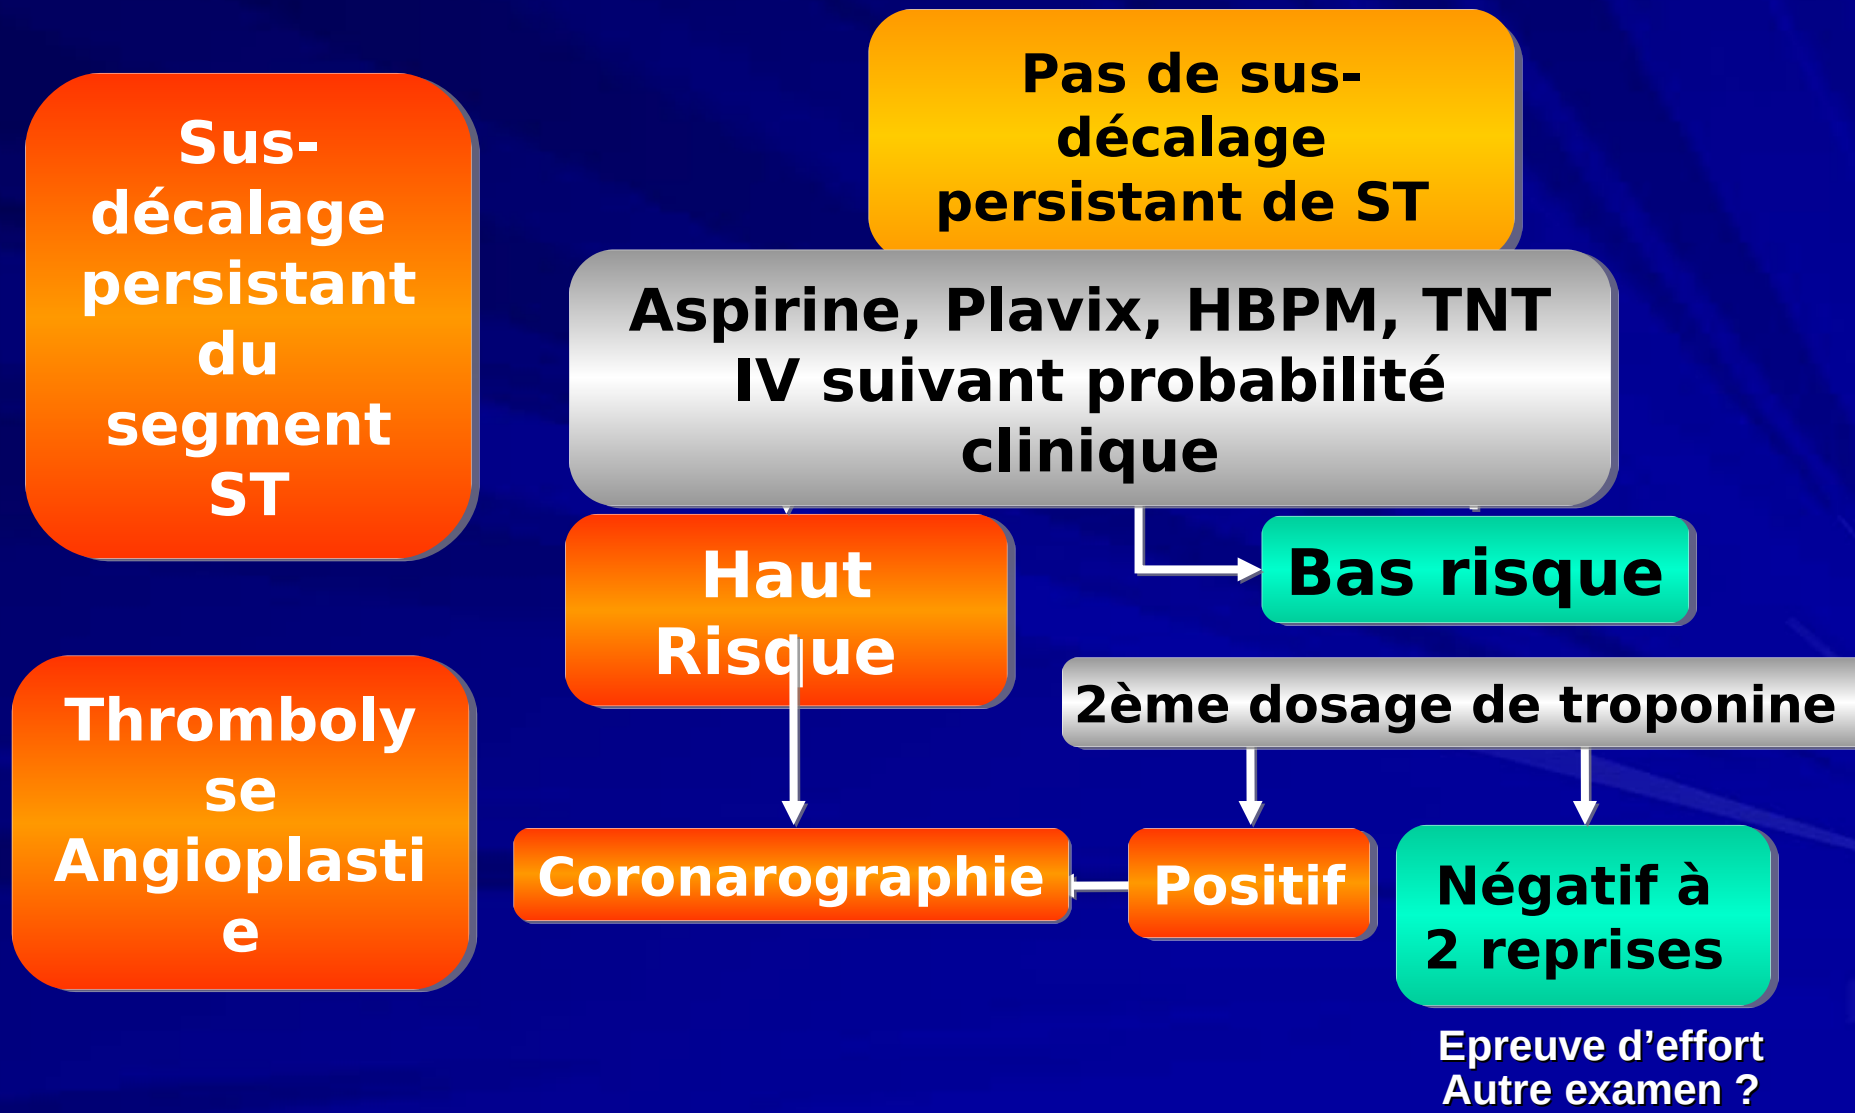 Sus-
décalage
persistant
du
segment
ST
Thromboly
se
Angioplasti
e
Pas de sus-
décalage
persistant de ST
Aspirine, Plavix, HBPM, TNT
IV suivant probabilité
clinique
Haut
Risque
Bas risque
2ème dosage de troponine
Coronarographie
Positif
Négatif à
2 reprises
Epreuve d’effort
Autre examen ?